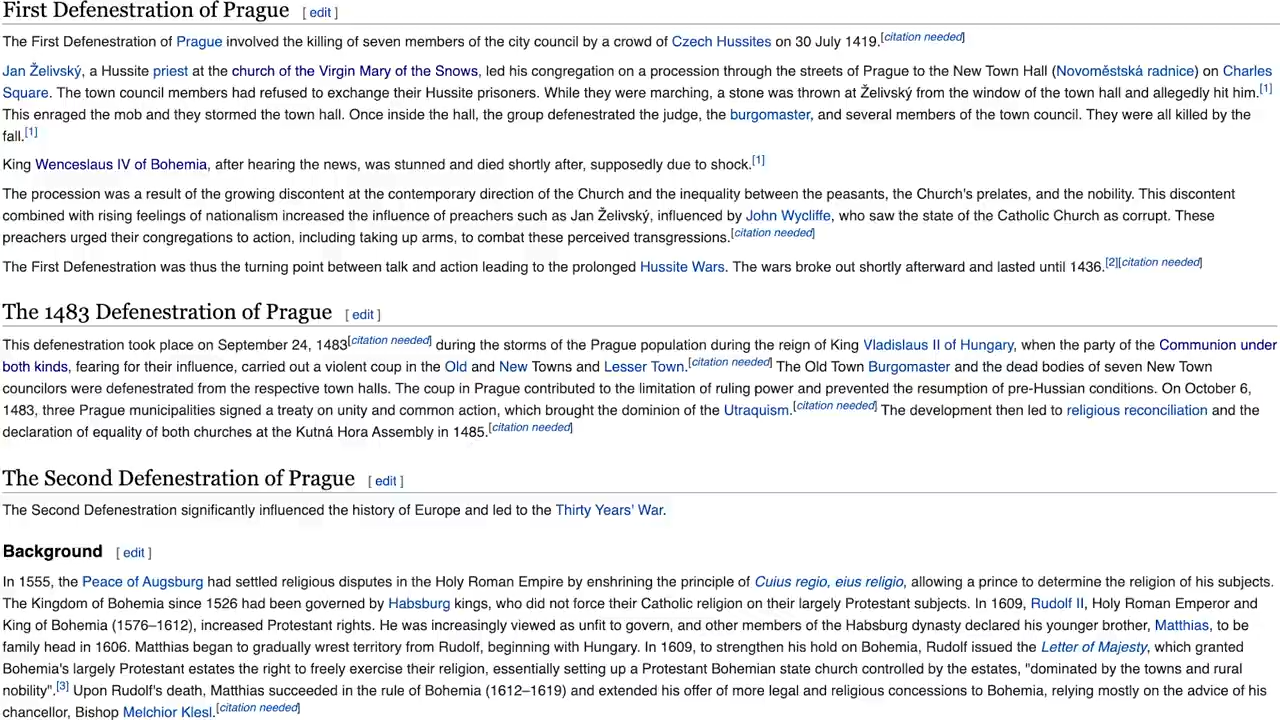 First Defenestration of Prague [ edit ]
The First Defenestration of Prague involved the killing of seven members of the city council by a crowd of Czech Hussites on 30 July 1419.[citation needed]
Jan Želivský, a Hussite priest at the church of the Virgin Mary of the Snows, led his congregation on a procession through the streets of Prague to the New Town Hall (Novoměstská radnice) on Charles
Square. The town council members had refused to exchange their Hussite prisoners. While they were marching, a stone was thrown at Želivský from the window of the town hall and allegedly hit him.[1]
This enraged the mob and they stormed the town hall. Once inside the hall, the group defenestrated the judge, the burgomaster, and several members of the town council. They were all killed by the
fall.[1]
King Wenceslaus IV of Bohemia, after hearing the news, was stunned and died shortly after, supposedly due to shock.[1]
The procession was a result of the growing discontent at the contemporary direction of the Church and the inequality between the peasants, the Church's prelates, and the nobility. This discontent
combined with rising feelings of nationalism increased the influence of preachers such as Jan Želivský, influenced by John Wycliffe, who saw the state of the Catholic Church as corrupt. These
preachers urged their congregations to action, including taking up arms, to combat these perceived transgressions.[citation needed]
The First Defenestration was thus the turning point between talk and action leading to the prolonged Hussite Wars. The wars broke out shortly afterward and lasted until 1436.[2][citation needed]
The 1483 Defenestration of Prague [ edit ]
This defenestration took place on September 24, 1483[citation needed] during the storms of the Prague population during the reign of King Vladislaus II of Hungary, when the party of the Communion under
both kinds, fearing for their influence, carried out a violent coup in the Old and New Towns and Lesser Town.[citation needed] The Old Town Burgomaster and the dead bodies of seven New Town
councilors were defenestrated from the respective town halls. The coup in Prague contributed to the limitation of ruling power and prevented the resumption of pre-Hussian conditions. On October 6,
1483, three Prague municipalities signed a treaty on unity and common action, which brought the dominion of the Utraquism.[citation needed] The development then led to religious reconciliation and the
declaration of equality of both churches at the Kutná Hora Assembly in 1485.[citation needed]
The Second Defenestration of Prague [ edit ]
The Second Defenestration significantly influenced the history of Europe and led to the Thirty Years' War.
Background [ edit ]
In 1555, the Peace of Augsburg had settled religious disputes in the Holy Roman Empire by enshrining the principle of Cuius regio, eius religio, allowing a prince to determine the religion of his subjects.
The Kingdom of Bohemia since 1526 had been governed by Habsburg kings, who did not force their Catholic religion on their largely Protestant subjects. In 1609, Rudolf II, Holy Roman Emperor and
King of Bohemia (1576–1612), increased Protestant rights. He was increasingly viewed as unfit to govern, and other members of the Habsburg dynasty declared his younger brother, Matthias, to be
family head in 1606. Matthias began to gradually wrest territory from Rudolf, beginning with Hungary. In 1609, to strengthen his hold on Bohemia, Rudolf issued the Letter of Majesty, which granted
Bohemia's largely Protestant estates the right to freely exercise their religion, essentially setting up a Protestant Bohemian state church controlled by the estates, "dominated by the towns and rural
nobility".[3] Upon Rudolf's death, Matthias succeeded in the rule of Bohemia (1612–1619) and extended his offer of more legal and religious concessions to Bohemia, relying mostly on the advice of his
chancellor, Bishop Melchior Klesl.[citation needed]